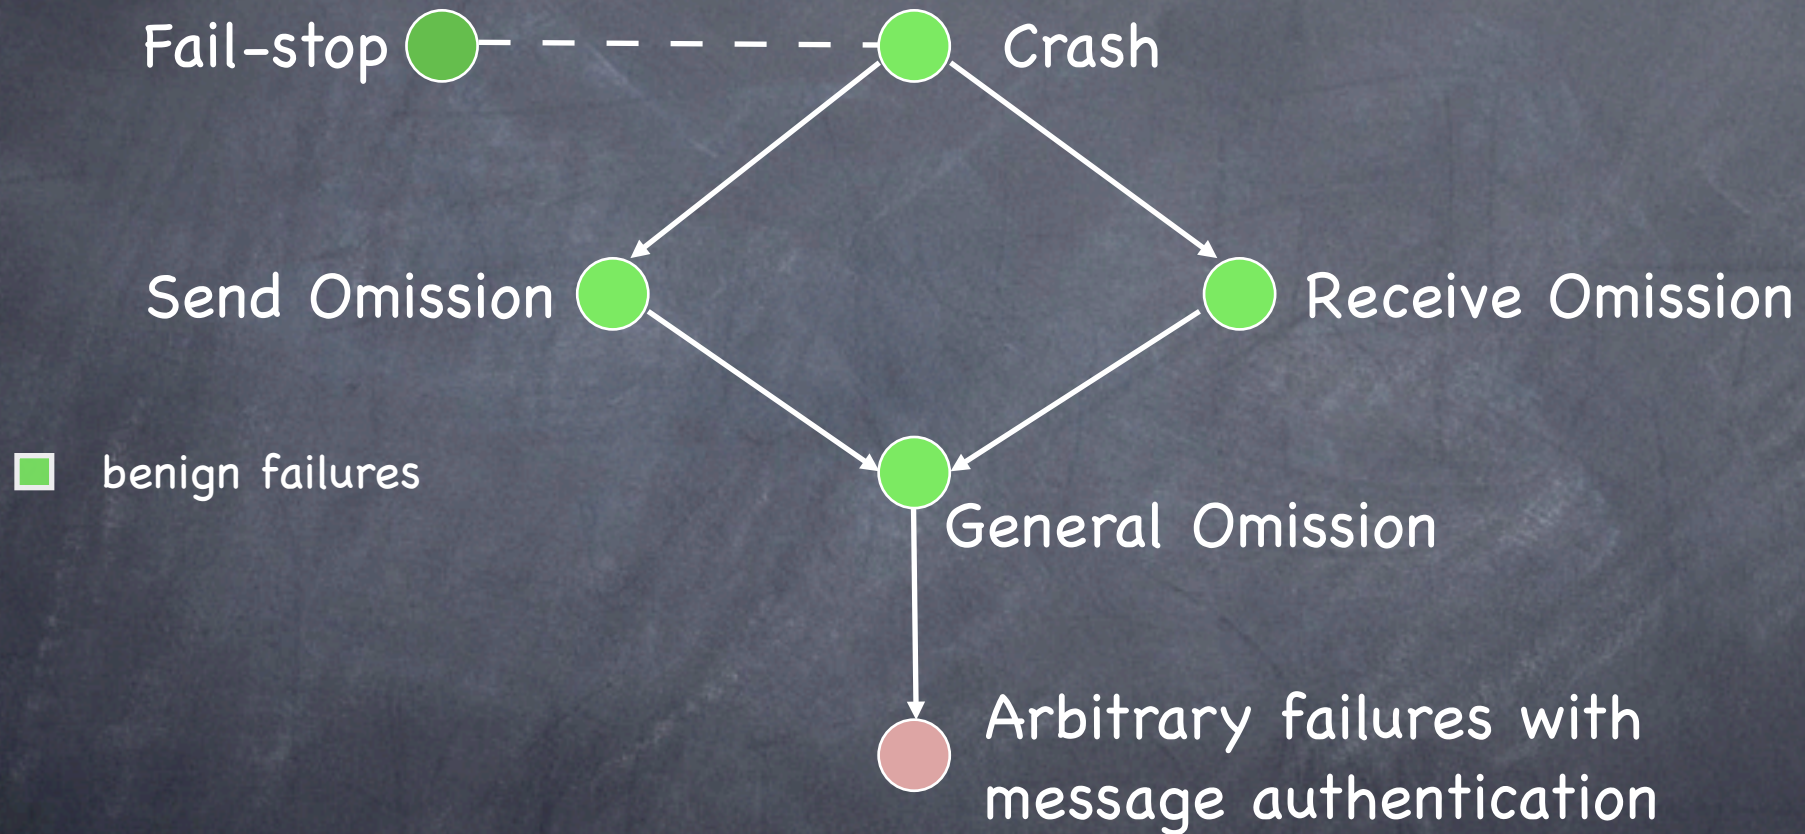 Fail-stop
Crash
Send Omission
Receive Omission
benign failures
General Omission
Arbitrary failures with
message authentication